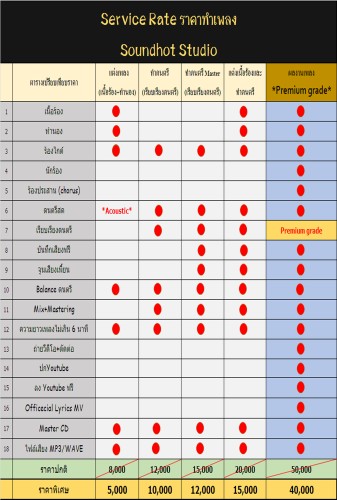 Service Rate ราคาทำเพลง
Soundhot Studio
ตารางเปรียบเทียบราคา
แต่งเพลง
(เนื้อร้อง+ทำนอง)
ทำดนตรี
(เรียบเรียงดนตรี)
ทำดนตรี Master
(เรียบเรียงดนตรี)
แต่งเนื้อร้องและ
ทำดนตรี
ผลงานเพลง
*Premium grade*
1 เนื้อร้อง
2 ทำนอง
3 ร้องไกด์
4 นักร้อง
5 ร้องประสาน (chorus)
6 ดนตรีสด *Acoustic*
7 เรียบเรียงดนตรี Premium grade
8 บันทึกเสียงฟรี
9 จูนเสียงเพี้ยน
10 Balance ดนตรี
11 Mix+Mastering
12 ความยาวเพลงไม่เกิน 6 นาที
13 ถ่ายวีดีโอ+ตัดต่อ
14 ปกYoutube
15 ลง Youtube ฟรี
16 Officecial Lyrics MV
17 Master CD
18 ไฟล์เสียง MP3/WAVE
ราคาปกติ 8,000 12,000 15,000 20,000 50,000
ราคาพิเศษ 5,000 10,000 12,000 15,000 40,000